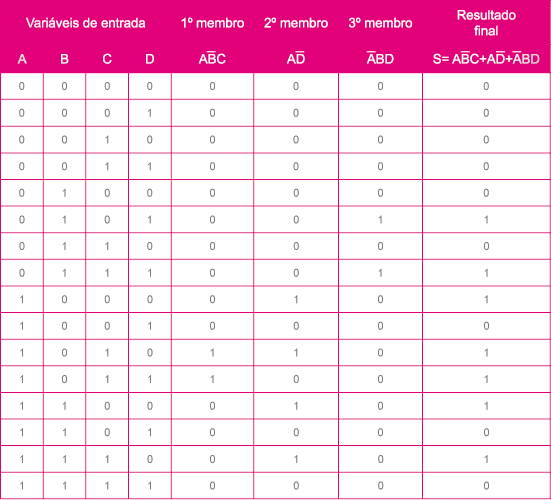 Variáveis de entrada 1º membro 2º membro 3º membro Resultado final
A B C D AB̅C AD̅ A̅BD S= AB̅C+AD̅+A̅BD
0 0 0 0 0 0 0 0
0 0 0 1 0 0 0 0
0 0 1 0 0 0 0 0
0 0 1 1 0 0 0 0
0 1 0 0 0 0 0 0
0 1 0 1 0 0 1 1
0 1 1 0 0 0 0 0
0 1 1 1 0 0 1 1
1 0 0 0 0 1 0 1
1 0 0 1 0 0 0 0
1 0 1 0 1 1 0 1
1 0 1 1 1 0 0 1
1 1 0 0 0 1 0 1
1 1 0 1 0 0 0 0
1 1 1 0 0 1 0 1
1 1 1 1 0 0 0 0